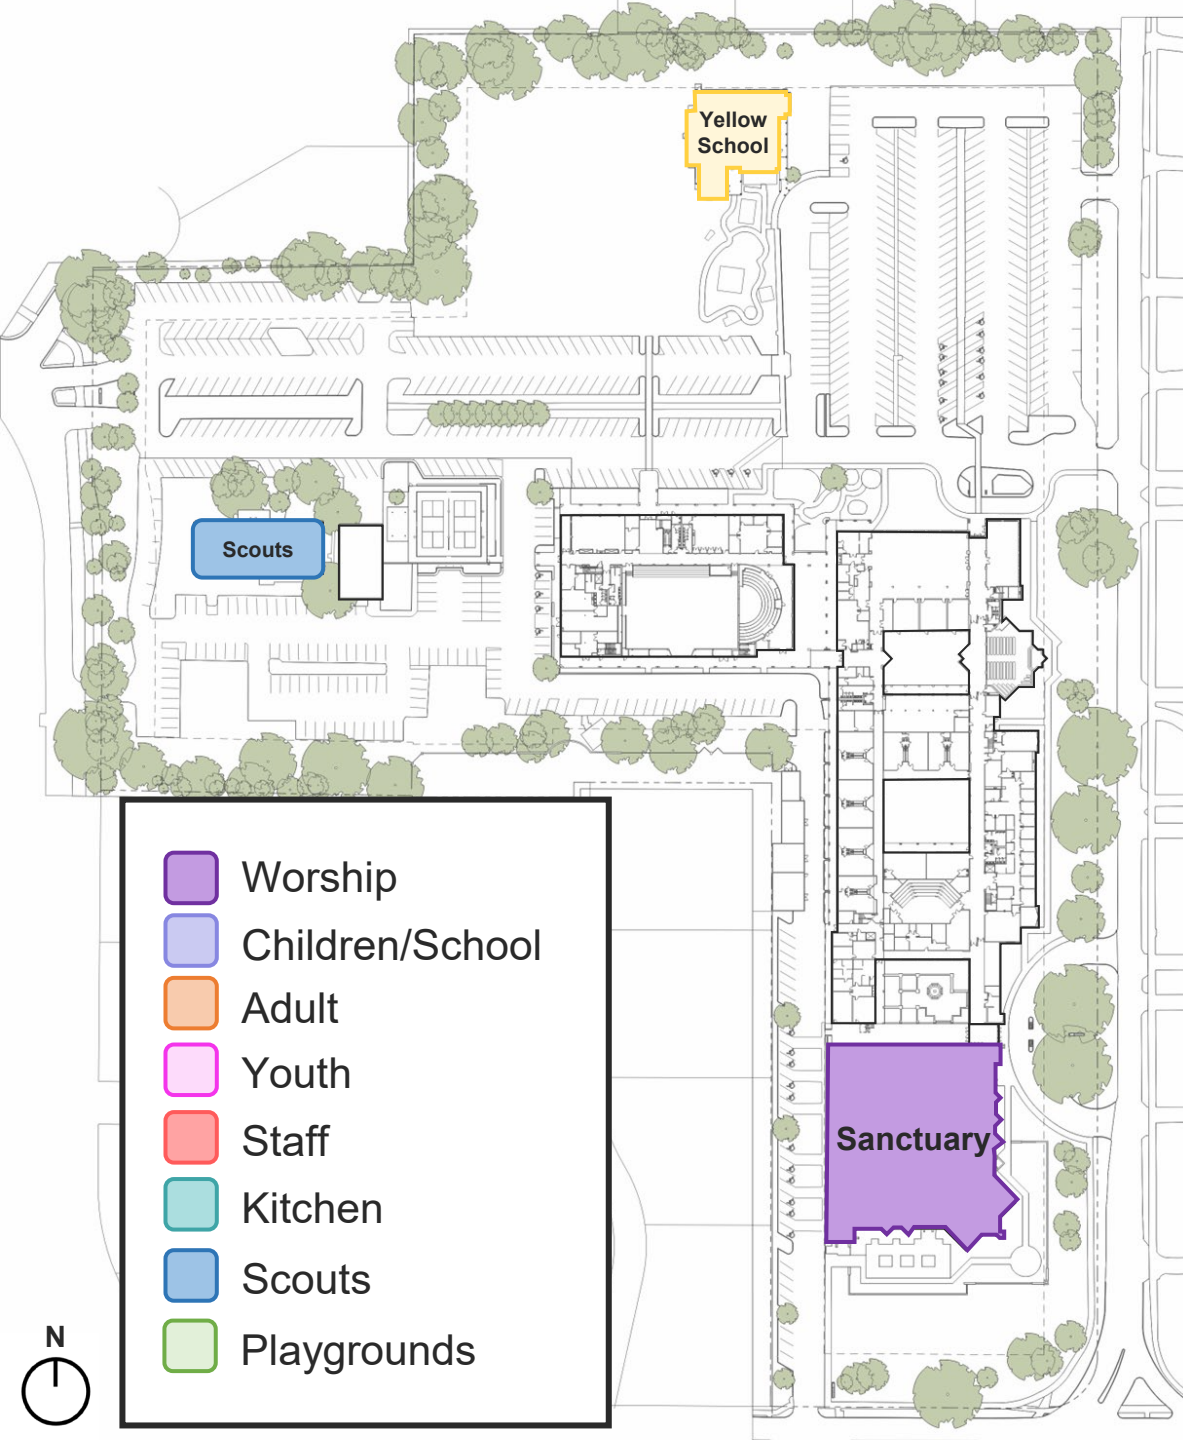 Yellow
School
Scouts
Sanctuary
Worship
Children/School
Adult
Youth
Staff
Kitchen
Scouts
Playgrounds
N